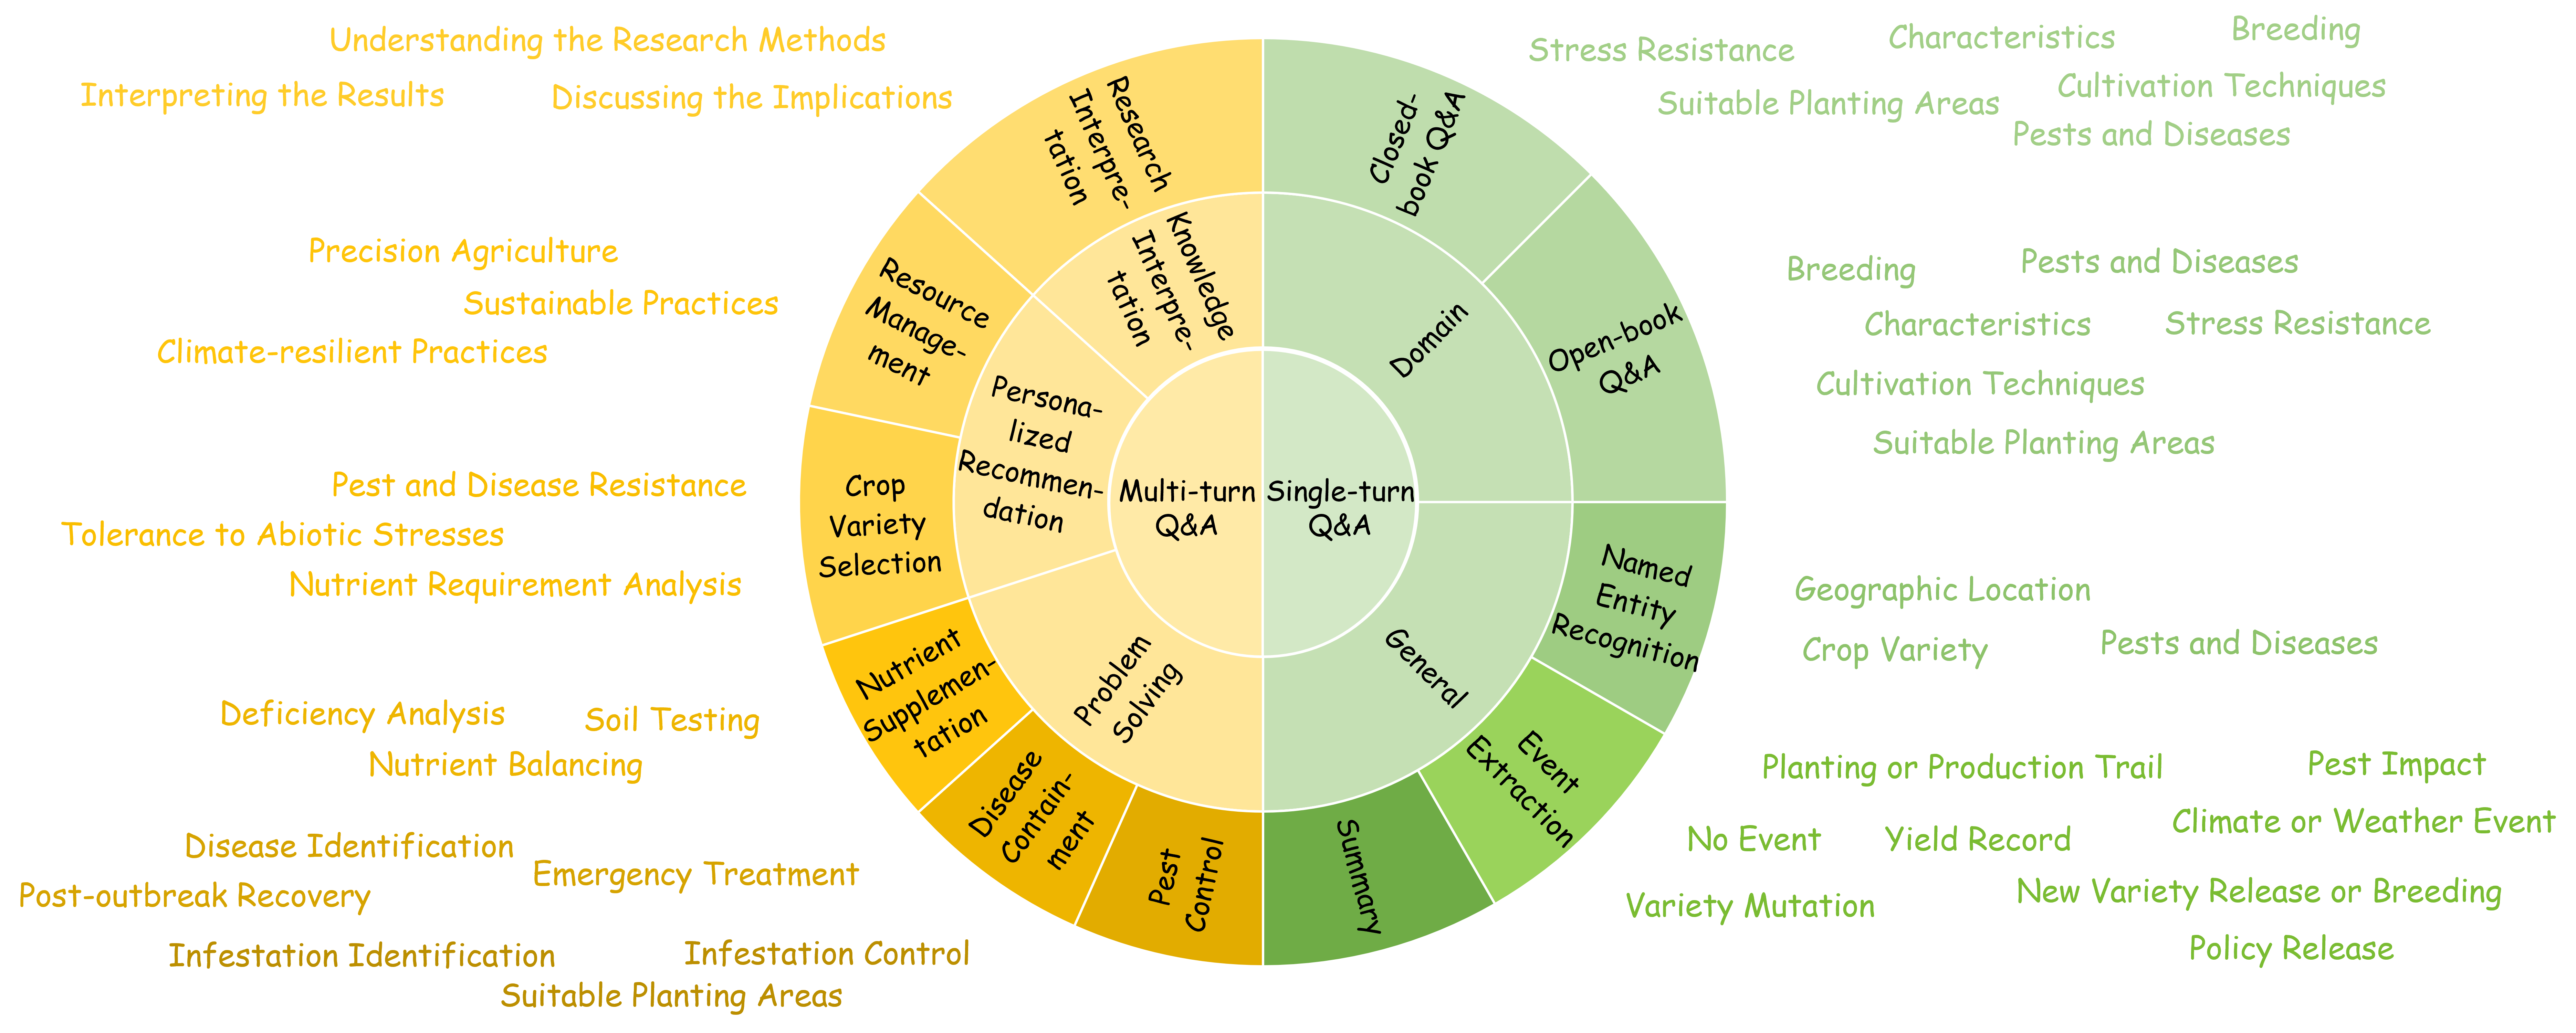 Understanding the Research Methods
Interpreting the Results
Discussing the Implications
Precision Agriculture
Sustainable Practices
Climate-resilient Practices
Pest and Disease Resistance
Tolerance to Abiotic Stresses
Nutrient Requirement Analysis
Deficiency Analysis
Soil Testing
Nutrient Balancing
Disease Identification
Emergency Treatment
Post-outbreak Recovery
Infestation Identification
Infestation Control
Suitable Planting Areas
Research
Interpre-
tation
Resource
Manage-
ment
Crop
Variety
Selection
Nutrient
Supplemen-
tation
Disease
Contain-
ment
Pest
Control
Knowledge
Interpre-
tation
Persona-
lized
Recommen-
dation
Problem
Solving
Multi-turn
Q&A
Single-turn
Q&A
Domain
General
Closed-
book Q&A
Open-book
Q&A
Named
Entity
Recognition
Event
Extraction
Summary
Stress Resistance
Characteristics
Breeding
Suitable Planting Areas
Cultivation Techniques
Pests and Diseases
Breeding
Pests and Diseases
Characteristics
Stress Resistance
Cultivation Techniques
Suitable Planting Areas
Geographic Location
Crop Variety
Pests and Diseases
Planting or Production Trail
Pest Impact
Climate or Weather Event
No Event
Yield Record
New Variety Release or Breeding
Variety Mutation
Policy Release